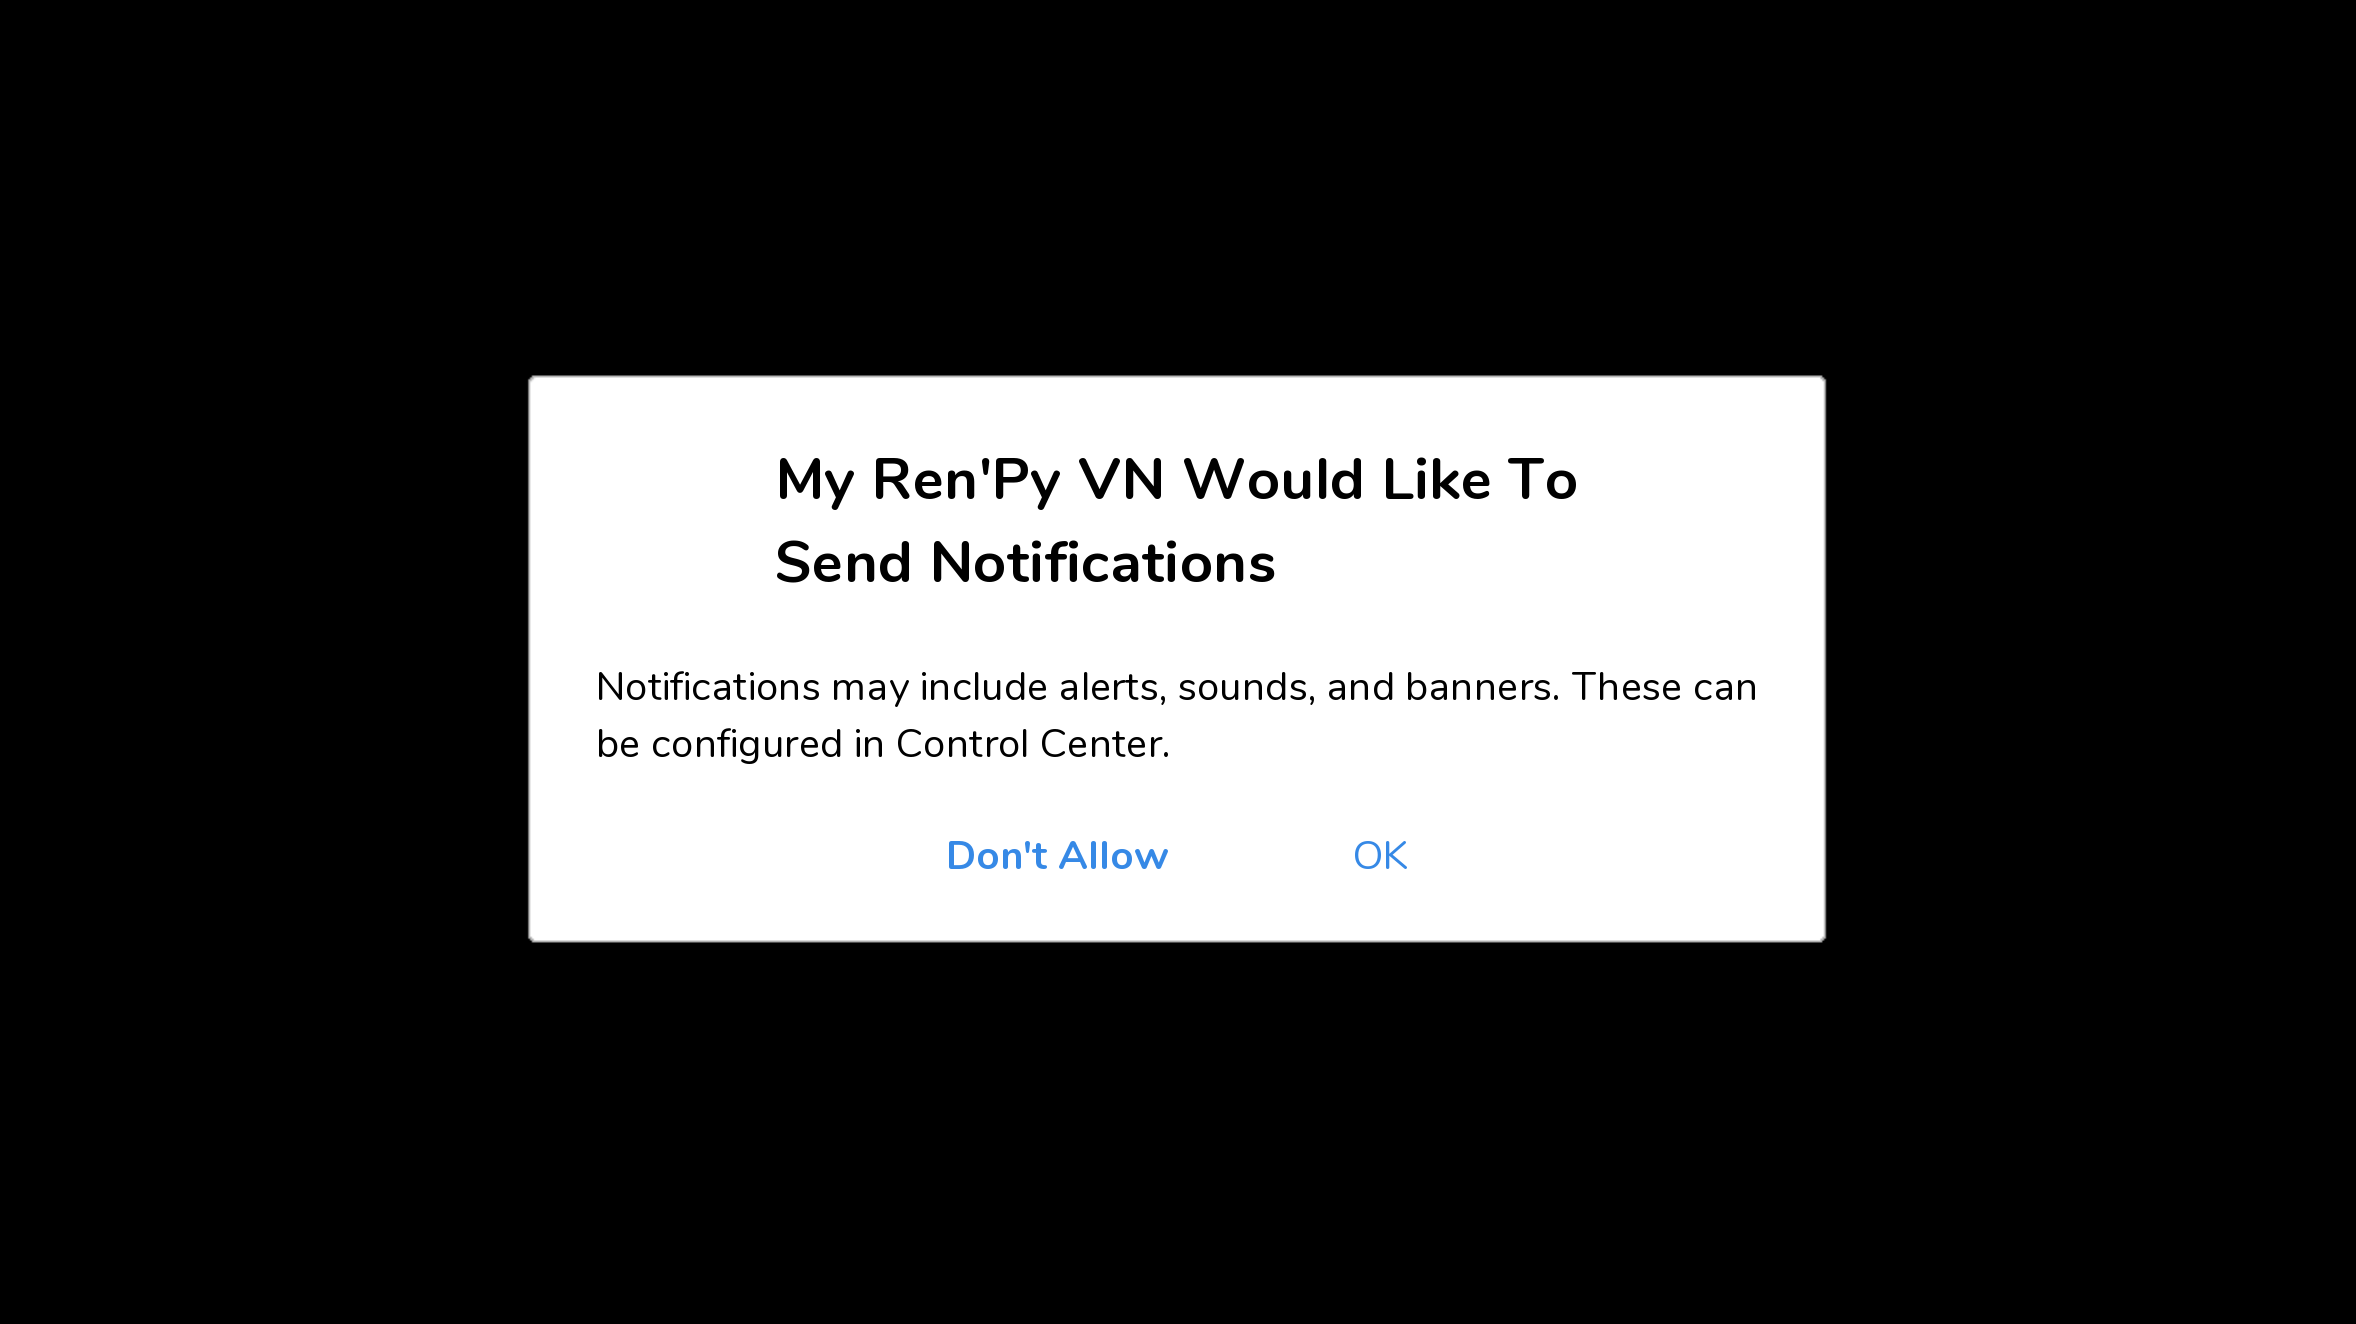 My Ren'Py VN Would Like To
Send Notifications
Notifications may include alerts, sounds, and banners. These can
be configured in Control Center.
Don't Allow
OK